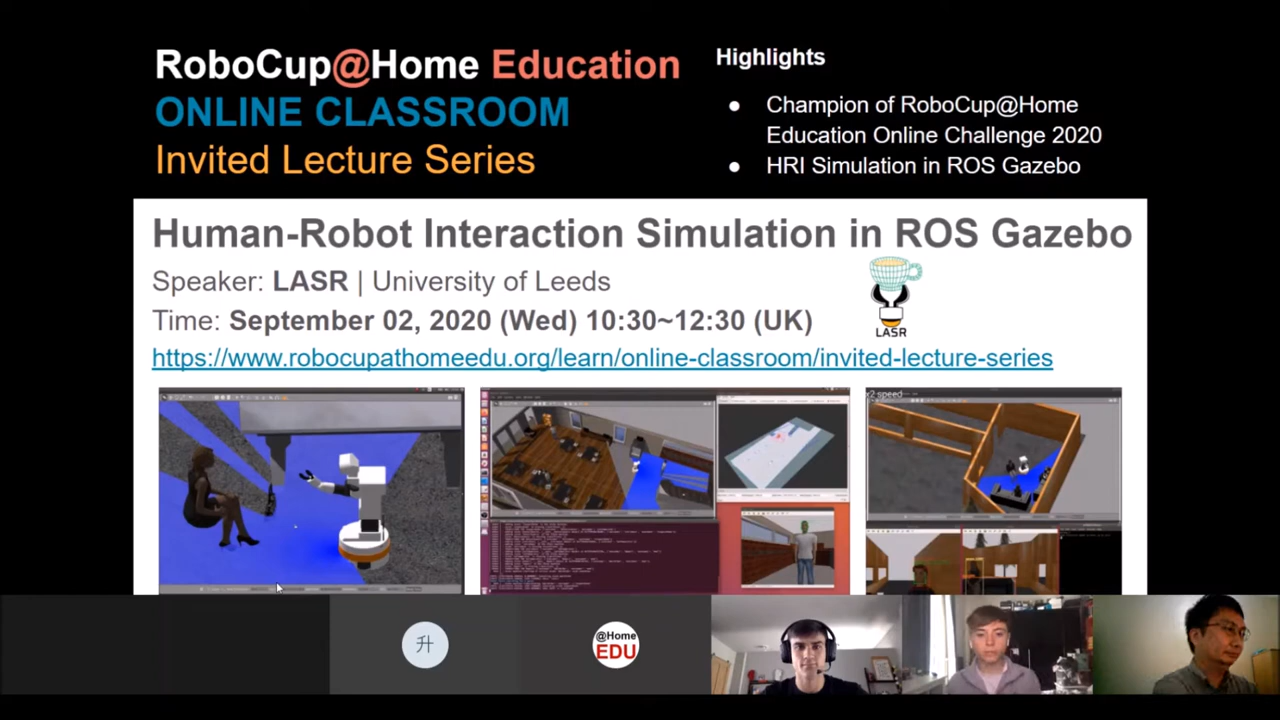 RoboCup@Home Education
ONLINE CLASSROOM
Invited Lecture Series
Highlights
● Champion of RoboCup@Home
Education Online Challenge 2020
● HRI Simulation in ROS Gazebo
Human-Robot Interaction Simulation in ROS Gazebo
Speaker: LASR | University of Leeds
Time: September 02, 2020 (Wed) 10:30~12:30 (UK)
LASR
https://www.robocupathomeedu.org/learn/online-classroom/invited-lecture-series
x2 speed
升
@Home
EDU